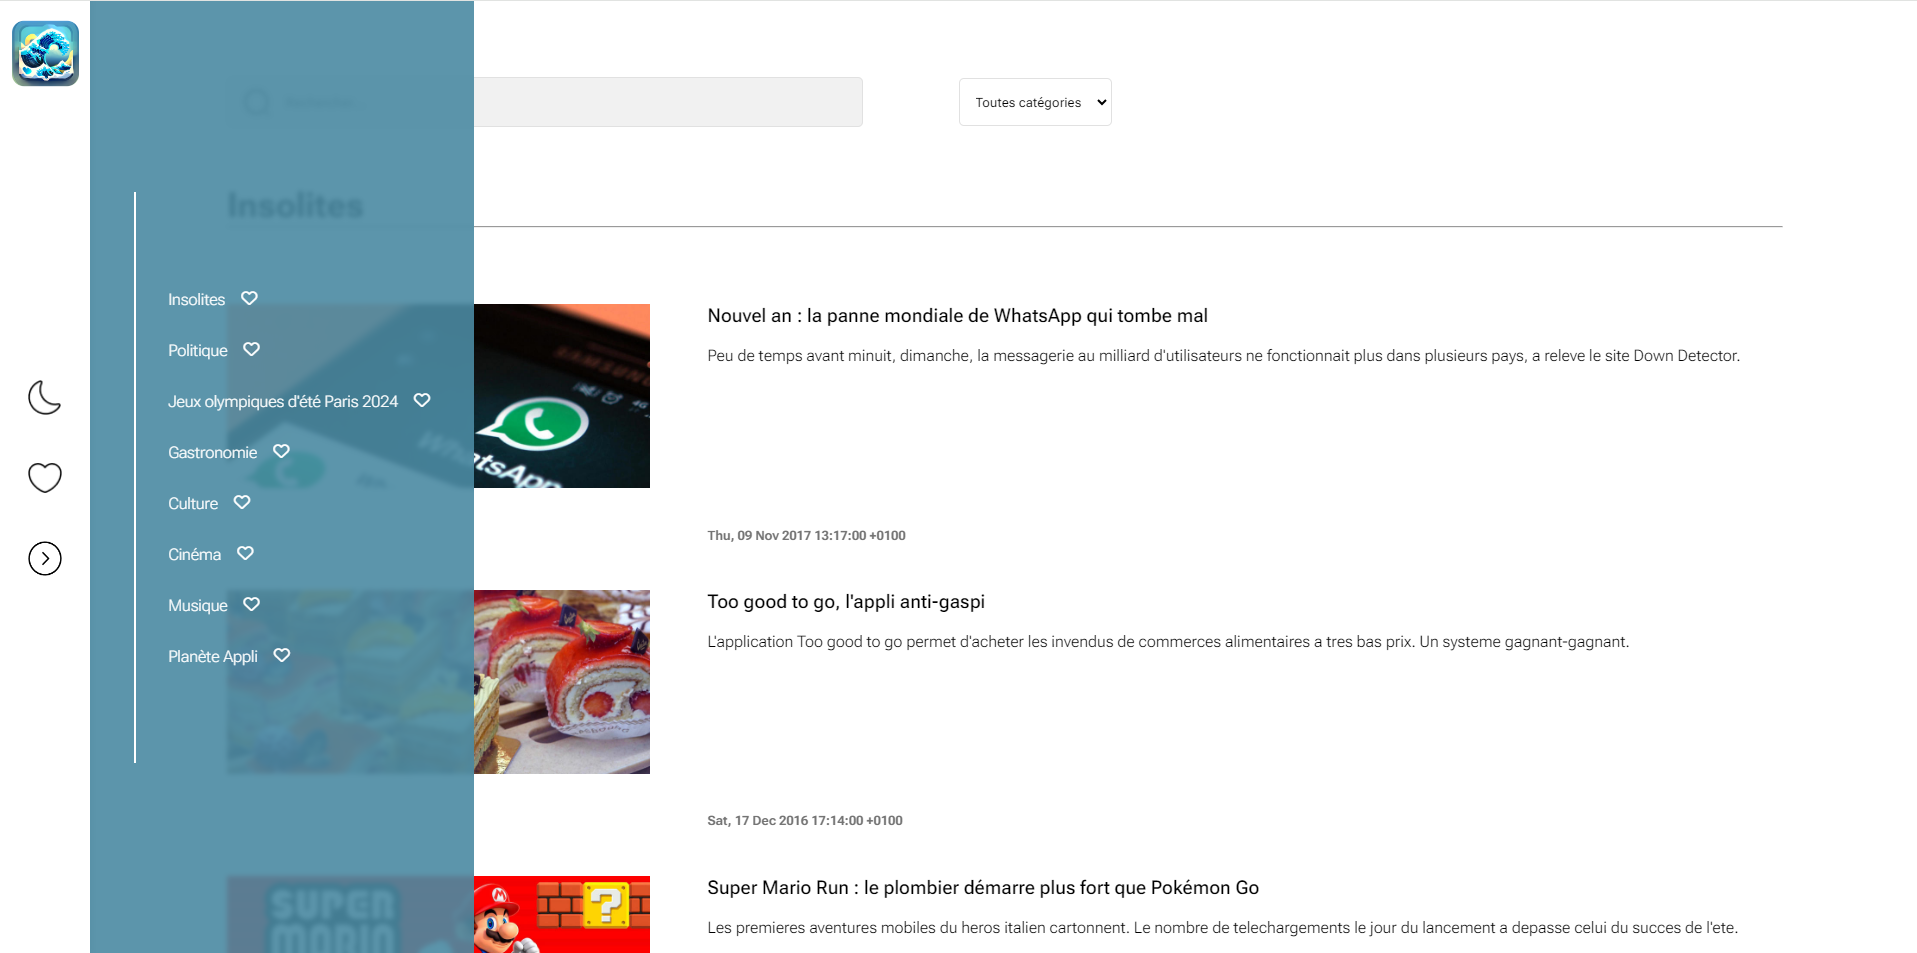 Toutes catégories
Insolites
Insolites
Politique
Jeux olympiques d'été Paris 2024
Gastronomie
Culture
Cinéma
Musique
Planète Appli
Nouvel an : la panne mondiale de WhatsApp qui tombe mal
Peu de temps avant minuit, dimanche, la messagerie au milliard d'utilisateurs ne fonctionnait plus dans plusieurs pays, a releve le site Down Detector.
Thu, 09 Nov 2017 13:17:00 +0100
Too good to go, l'appli anti-gaspi
L'application Too good to go permet d'acheter les invendus de commerces alimentaires a tres bas prix. Un systeme gagnant-gagnant.
Sat, 17 Dec 2016 17:14:00 +0100
SUPER
MARIO
Super Mario Run : le plombier démarre plus fort que Pokémon Go
Les premieres aventures mobiles du heros italien cartonnent. Le nombre de telechargements le jour du lancement a depasse celui du succes de l'ete.